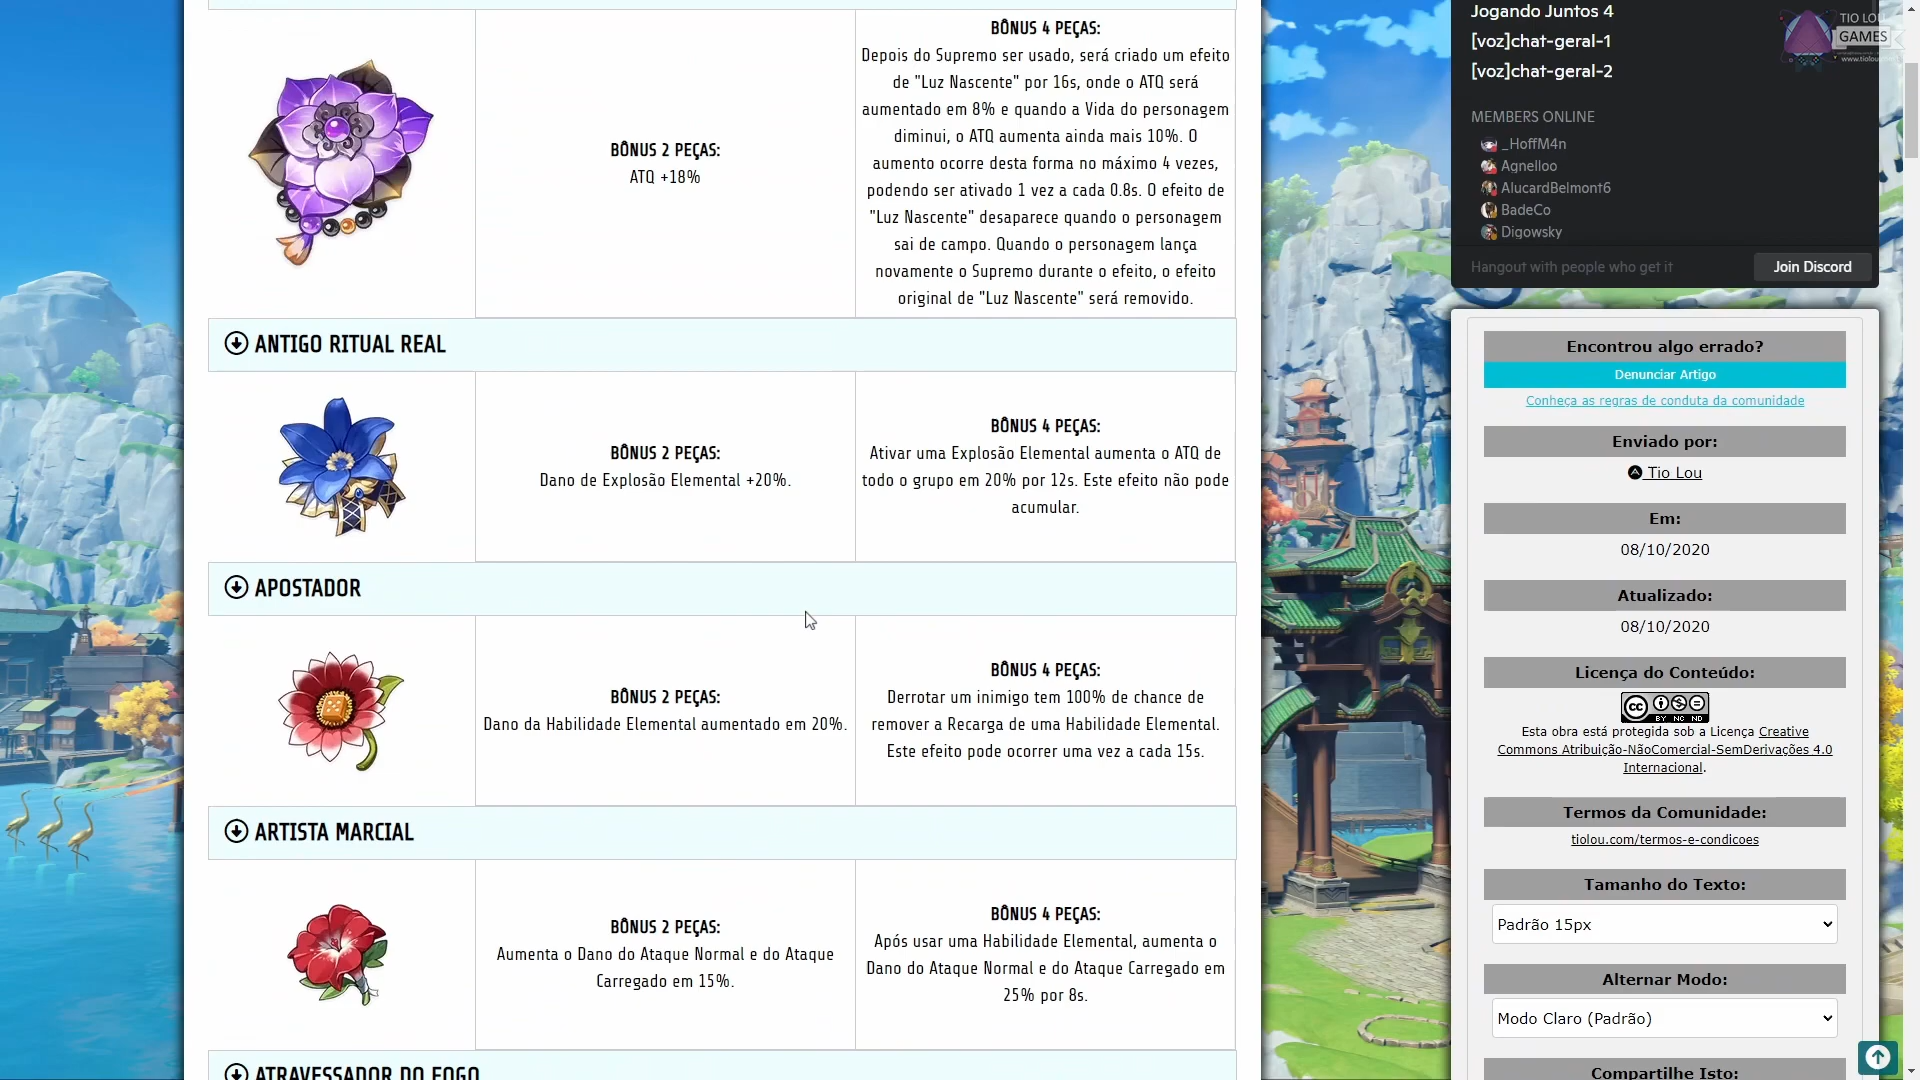 BÔNUS 2 PEÇAS:
ATQ +18%
BÔNUS 4 PEÇAS:
Depois do Supremo ser usado, será criado um efeito
de "Luz Nascente" por 16s, onde o ATQ será
aumentado em 8% e quando a Vida do personagem
diminui, o ATQ aumenta ainda mais 10%. O
aumento ocorre desta forma no máximo 4 vezes,
podendo ser ativado 1 vez a cada 0.8s. O efeito de
"Luz Nascente" desaparece quando o personagem
sai de campo. Quando o personagem lança
novamente o Supremo durante o efeito, o efeito
original de "Luz Nascente" será removido.
ANTIGO RITUAL REAL
BÔNUS 2 PEÇAS:
Dano de Explosão Elemental +20%.
BÔNUS 4 PEÇAS:
Ativar uma Explosão Elemental aumenta o ATQ de
todo o grupo em 20% por 12s. Este efeito não pode
acumular.
APOSTADOR
BÔNUS 2 PEÇAS:
Dano da Habilidade Elemental aumentado em 20%.
BÔNUS 4 PEÇAS:
Derrotar um inimigo tem 100% de chance de
remover a Recarga de uma Habilidade Elemental.
Este efeito pode ocorrer uma vez a cada 15s.
ARTISTA MARCIAL
BÔNUS 2 PEÇAS:
Aumenta o Dano do Ataque Normal e do Ataque
Carregado em 15%.
BÔNUS 4 PEÇAS:
Após usar uma Habilidade Elemental, aumenta o
Dano do Ataque Normal e do Ataque Carregado em
25% por 8s.
ATRAVESSADOR DO FOGO
Jogando Juntos 4
[voz]chat-geral-1
[voz]chat-geral-2
TIO LOU
GAMES
MEMBERS ONLINE
_HoffM4n
Agnelloo
AlucardBelmont6
BadeCo
Digowsky
Hangout with people who get it
Join Discord
Encontrou algo errado?
Denunciar Artigo
Conheça as regras de conduta da comunidade
Enviado por:
Tio Lou
Em:
08/10/2020
Atualizado:
08/10/2020
Licença do Conteúdo:
CC
BY NC ND
Esta obra está protegida sob a Licença Creative
Commons Atribuição-NãoComercial-SemDerivações 4.0
Internacional.
Termos da Comunidade:
tiolou.com/termos-e-condicoes
Tamanho do Texto:
Padrão 15px
Alternar Modo:
Modo Claro (Padrão)
Compartilhe Isto: